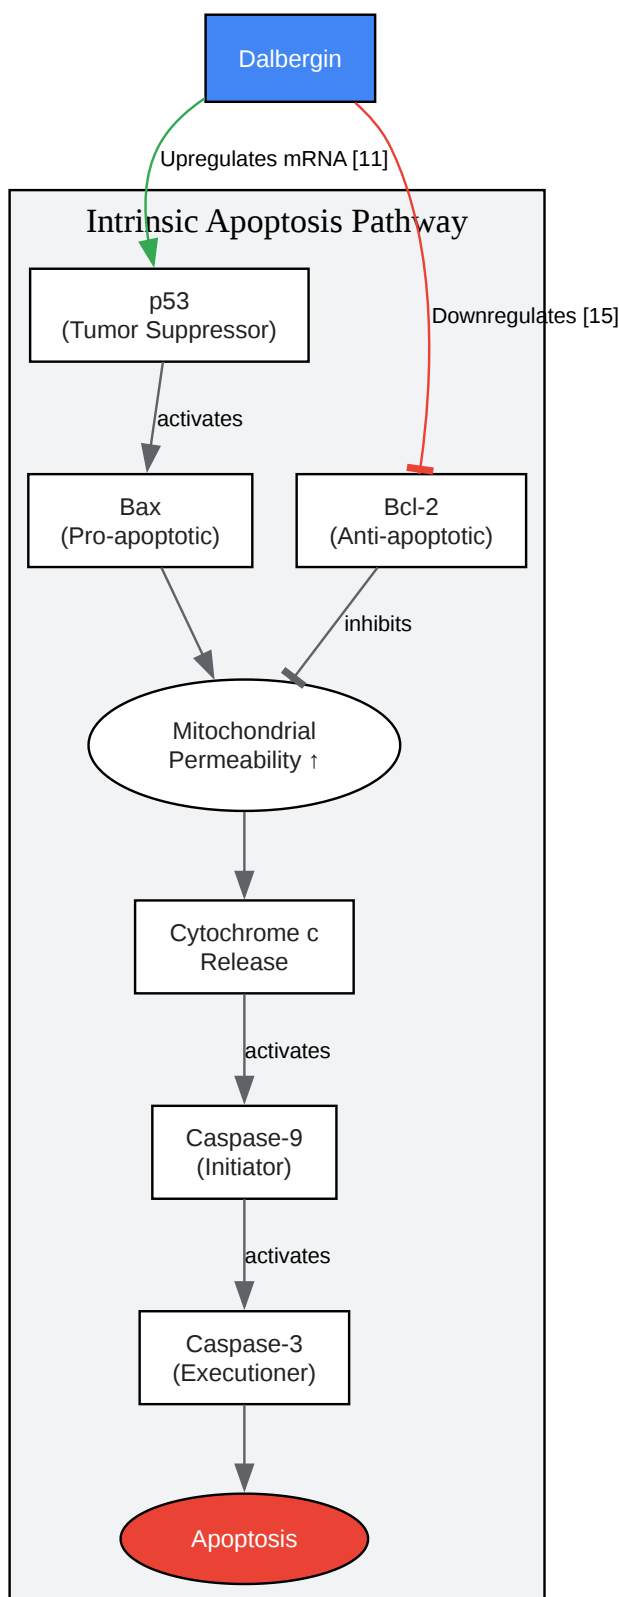 Dalbergin
Upregulates mRNA [11]
Intrinsic Apoptosis Pathway
p53
(Tumor Suppressor)
Downregulates [15]
activates
Bax
(Pro-apoptotic)
Bcl-2
(Anti-apoptotic)
inhibits
Mitochondrial
Permeability ↑
Cytochrome c
Release
activates
Caspase-9
(Initiator)
activates
Caspase-3
(Executioner)
Apoptosis